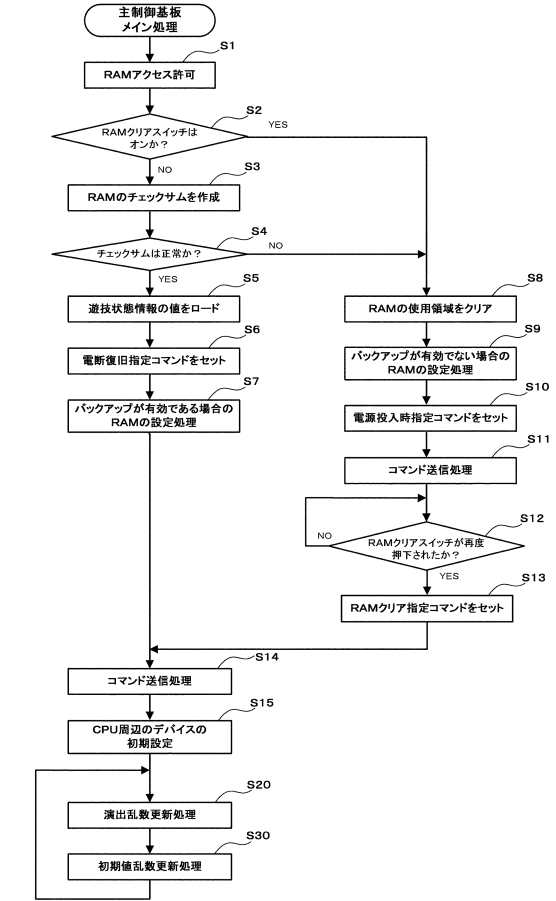 主制御基板
メイン処理
S1
RAMアクセス許可
S2
RAMクリアスイッチは
オンか？
YES
NO
S3
RAMのチェックサムを作成
S4
チェックサムは正常か？
NO
YES
S5
遊技状態情報の値をロード
S6
電断復旧指定コマンドをセット
S7
バックアップが有効である場合の
RAMの設定処理
S8
RAMの使用領域をクリア
S9
バックアップが有効でない場合の
RAMの設定処理
S10
電源投入時指定コマンドをセット
S11
コマンド送信処理
S12
RAMクリアスイッチが再度
押下されたか？
NO
YES
S13
RAMクリア指定コマンドをセット
S14
コマンド送信処理
S15
CPU周辺のデバイスの
初期設定
S20
演出乱数更新処理
S30
初期値乱数更新処理